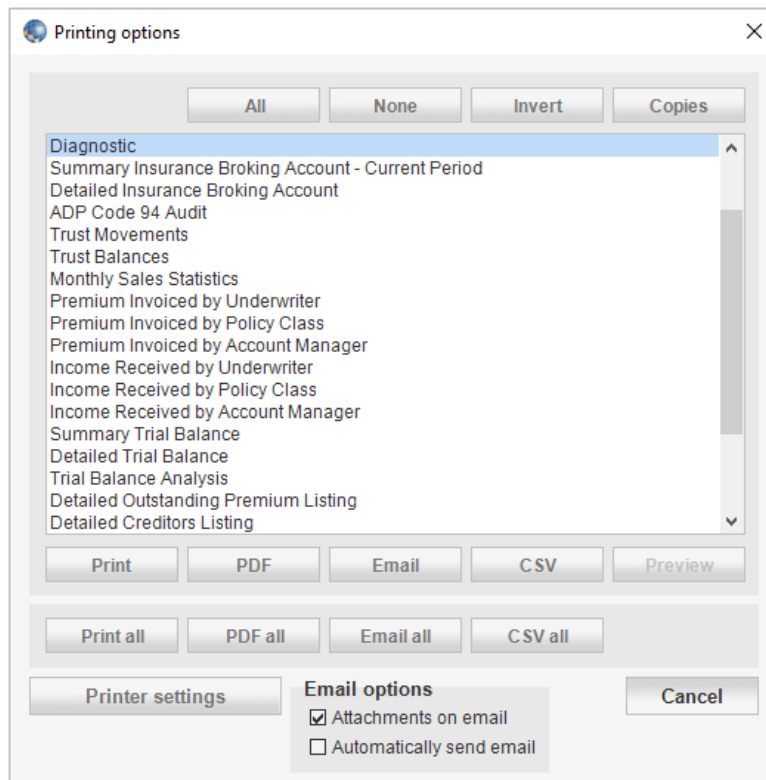 Printing options
All None Invert Copies
Diagnostic
Summary Insurance Broking Account - Current Period
Detailed Insurance Broking Account
ADP Code 94 Audit
Trust Movements
Trust Balances
Monthly Sales Statistics
Premium Invoiced by Underwriter
Premium Invoiced by Policy Class
Premium Invoiced by Account Manager
Income Received by Underwriter
Income Received by Policy Class
Income Received by Account Manager
Summary Trial Balance
Detailed Trial Balance
Trial Balance Analysis
Detailed Outstanding Premium Listing
Detailed Creditors Listing
Print PDF Email CSV Preview
Print all PDF all Email all CSV all
Printer settings Email options Cancel
Attachments on email
Automatically send email